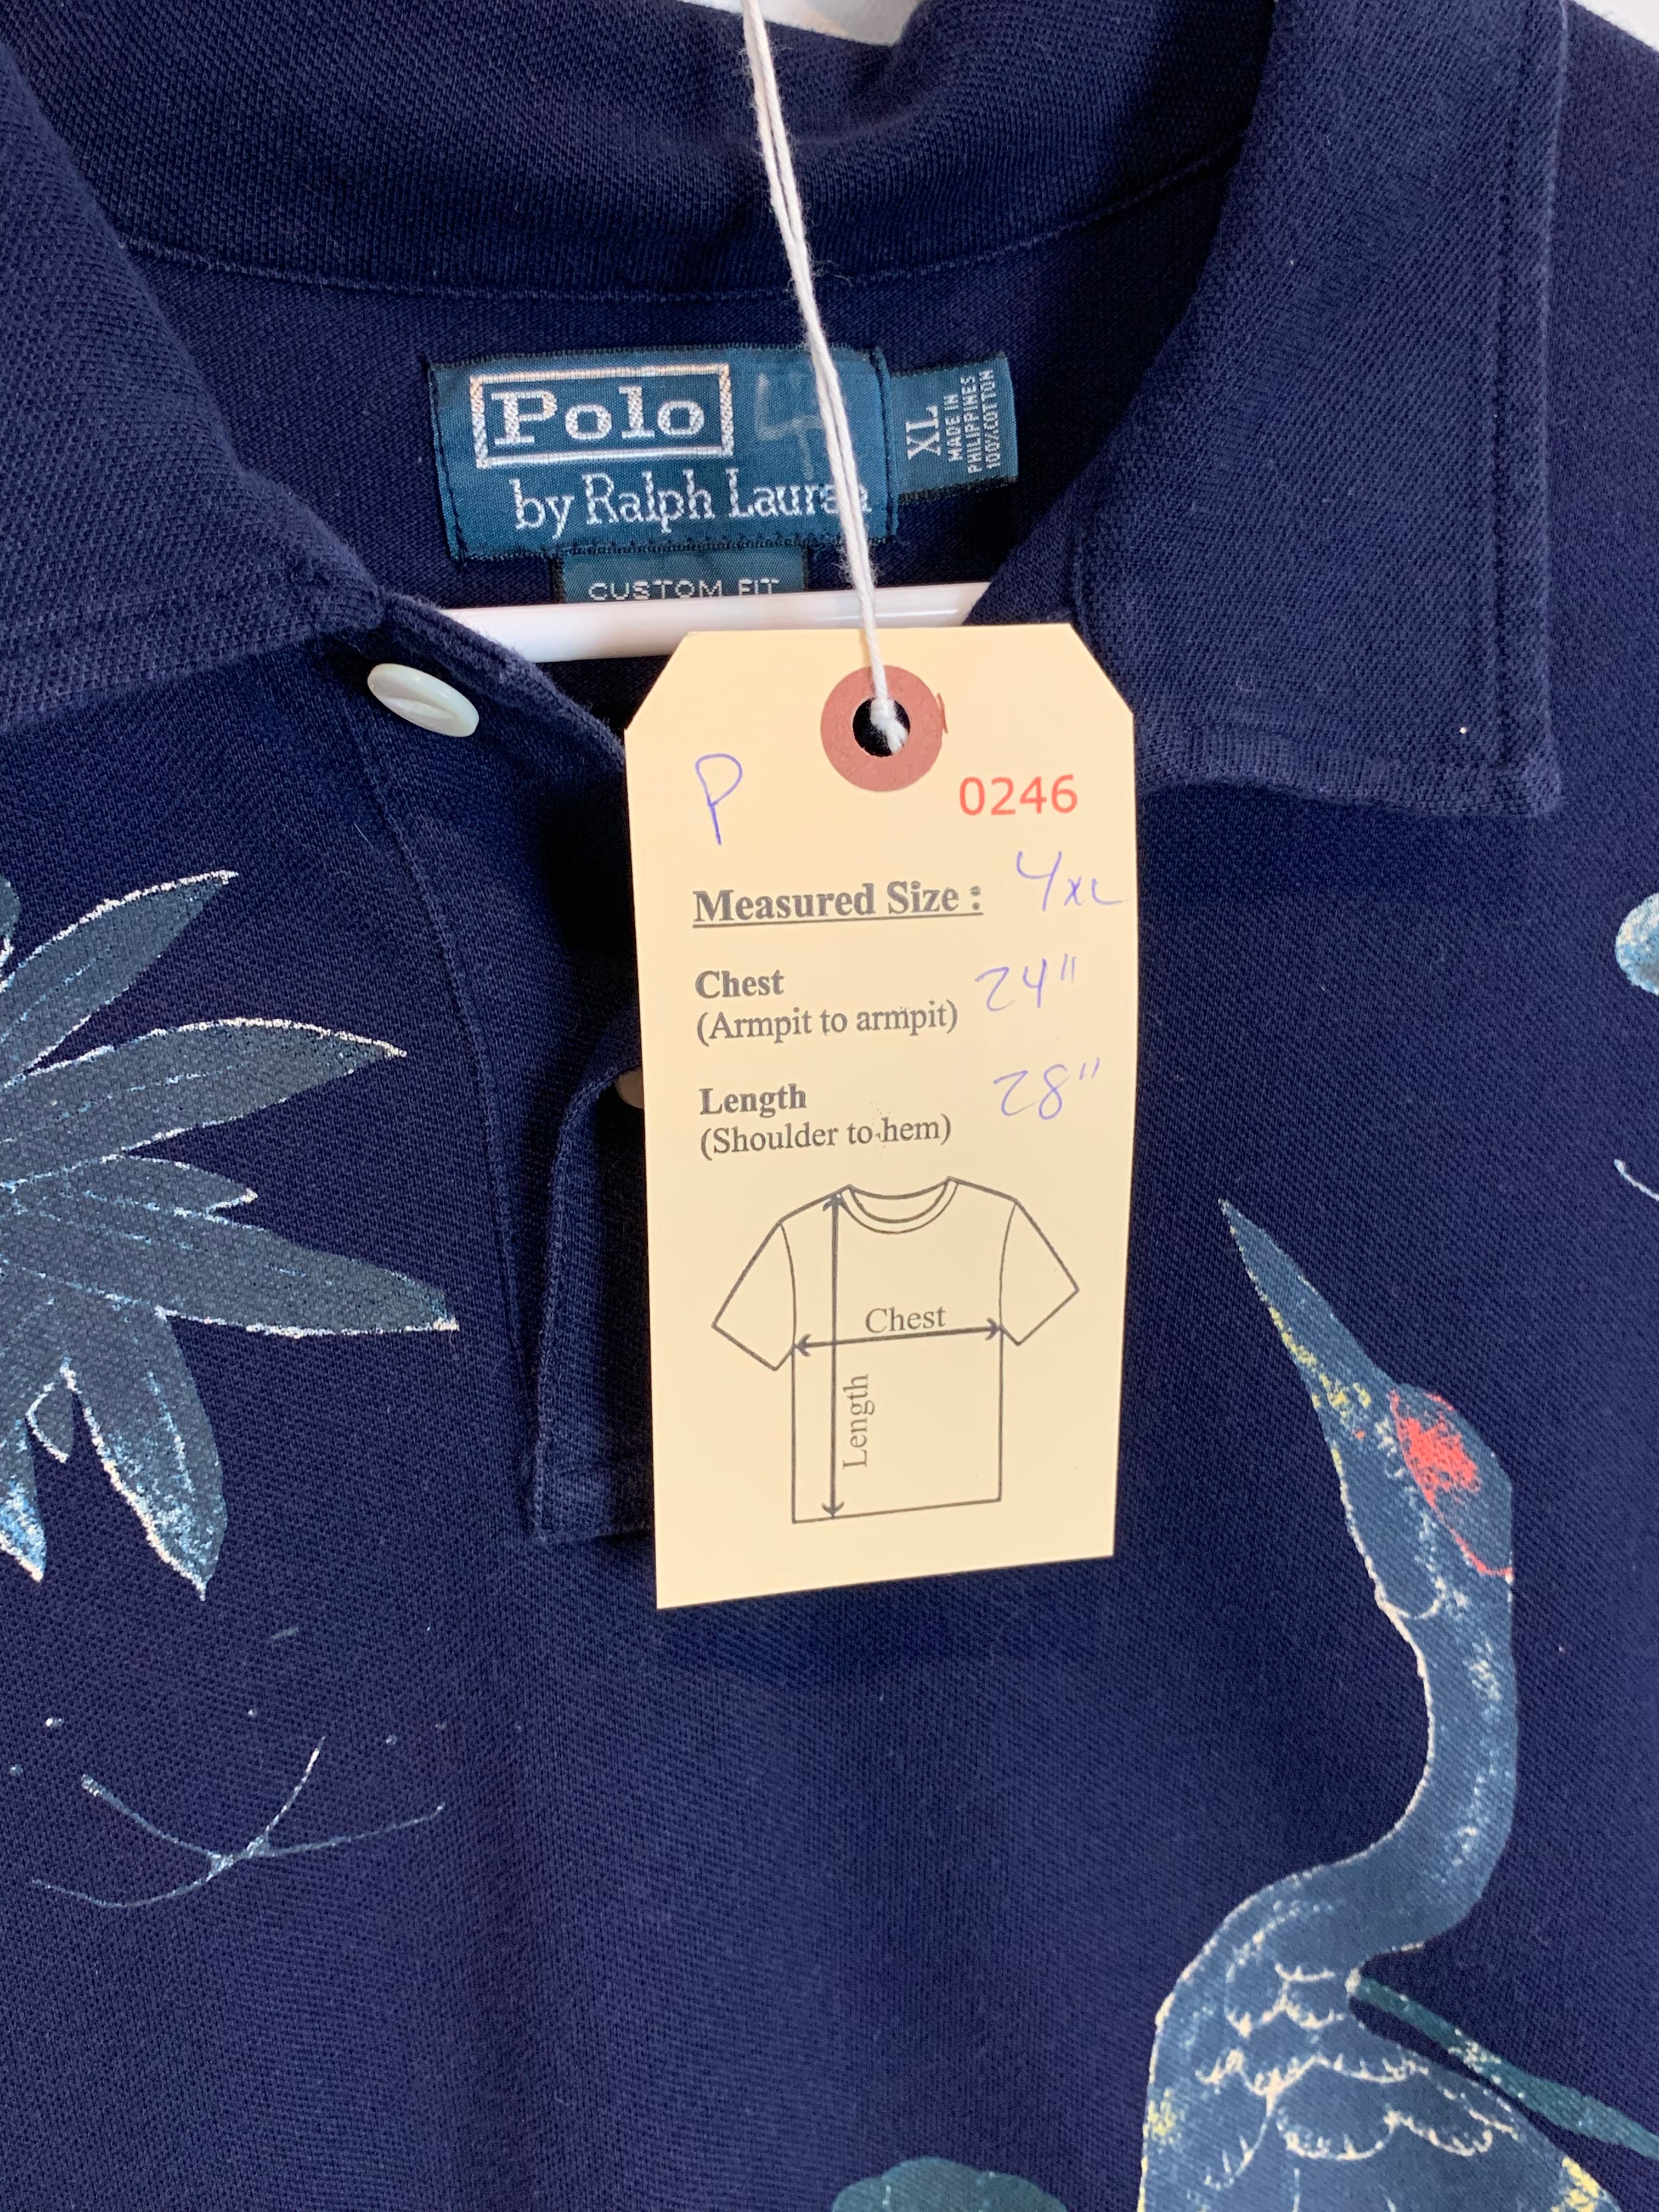 Polo
by Ralph Lauren
CUSTOM FIT
XL
MADE IN
PHILIPPINES
100% COTTON
4
P
0246
Measured Size : 4XL
Chest 24"
(Armpit to armpit)
Length 28"
(Shoulder to hem)
Chest
Length